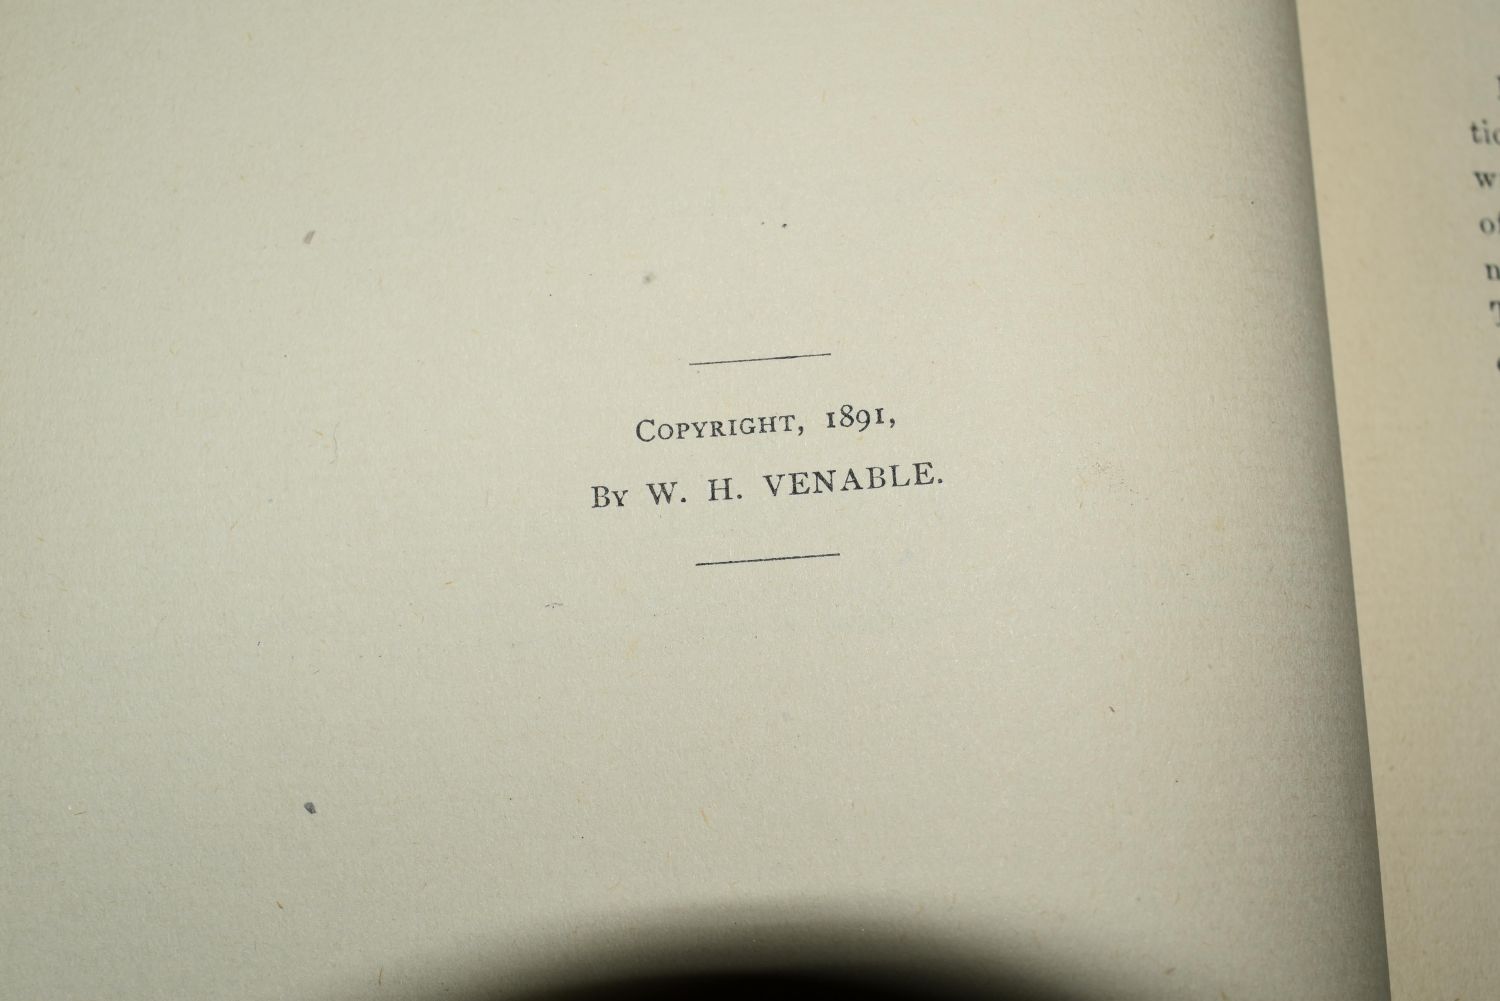 Copyright, 1891,
By W. H. VENABLE.